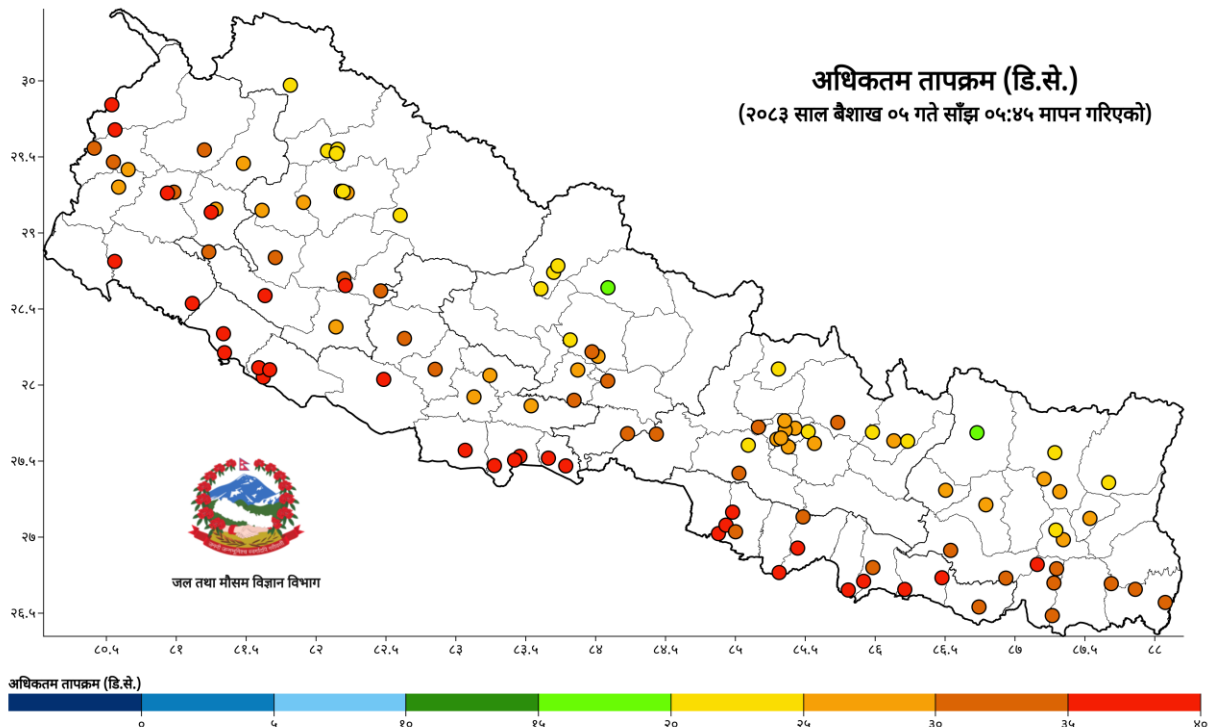 अधिकतम तापक्रम (डि.से.)
(२०८३ साल बैशाख ०५ गते साँझ ०५:४५ मापन गरिएको)
३०
२९.५
२९
२८.५
२८
२७.५
२७
२६.५
जल तथा मौसम विज्ञान विभाग
८०.५ ८१ ८१.५ ८२ ८२.५ ८३ ८३.५ ८४ ८४.५ ८५ ८५.५ ८६ ८६.५ ८७ ८७.५ ८८
अधिकतम तापक्रम (डि.से.)
० ५ १० १५ २० २५ ३० ३५ ४०